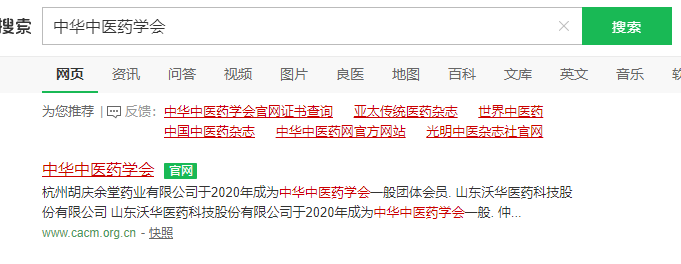 搜索 中华中医药学会 搜索
网页 资讯 问答 视频 图片 良医 地图 百科 文库 英文 音乐
为您推荐 | 反馈： 中华中医药学会官网证书查询 亚太传统医药杂志 世界中医药
中国中医药杂志 中华中医药网官方网站 光明中医杂志社官网
中华中医药学会 官网
杭州胡庆余堂药业有限公司于2020年成为中华中医药学会一般团体会员. 山东沃华医药科技股
份有限公司 山东沃华医药科技股份有限公司于2020年成为中华中医药学会一般. 仲...
www.cacm.org.cn - 快照